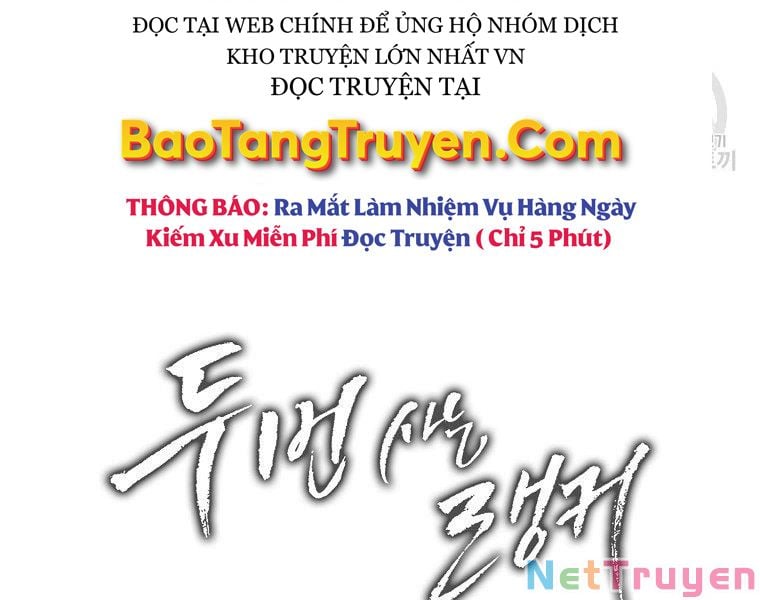 ĐỌC TẠI WEB CHÍNH ĐỂ ỦNG HỘ NHÓM DỊCH
KHO TRUYỆN LỚN NHẤT VN
ĐỌC TRUYỆN TẠI
BaoTangTruyen.Com
THÔNG BÁO: Ra Mắt Làm Nhiệm Vụ Hàng Ngày
Kiếm Xu Miễn Phí Đọc Truyện ( Chỉ 5 Phút)
두 번 사는
랭커
NetTruyen